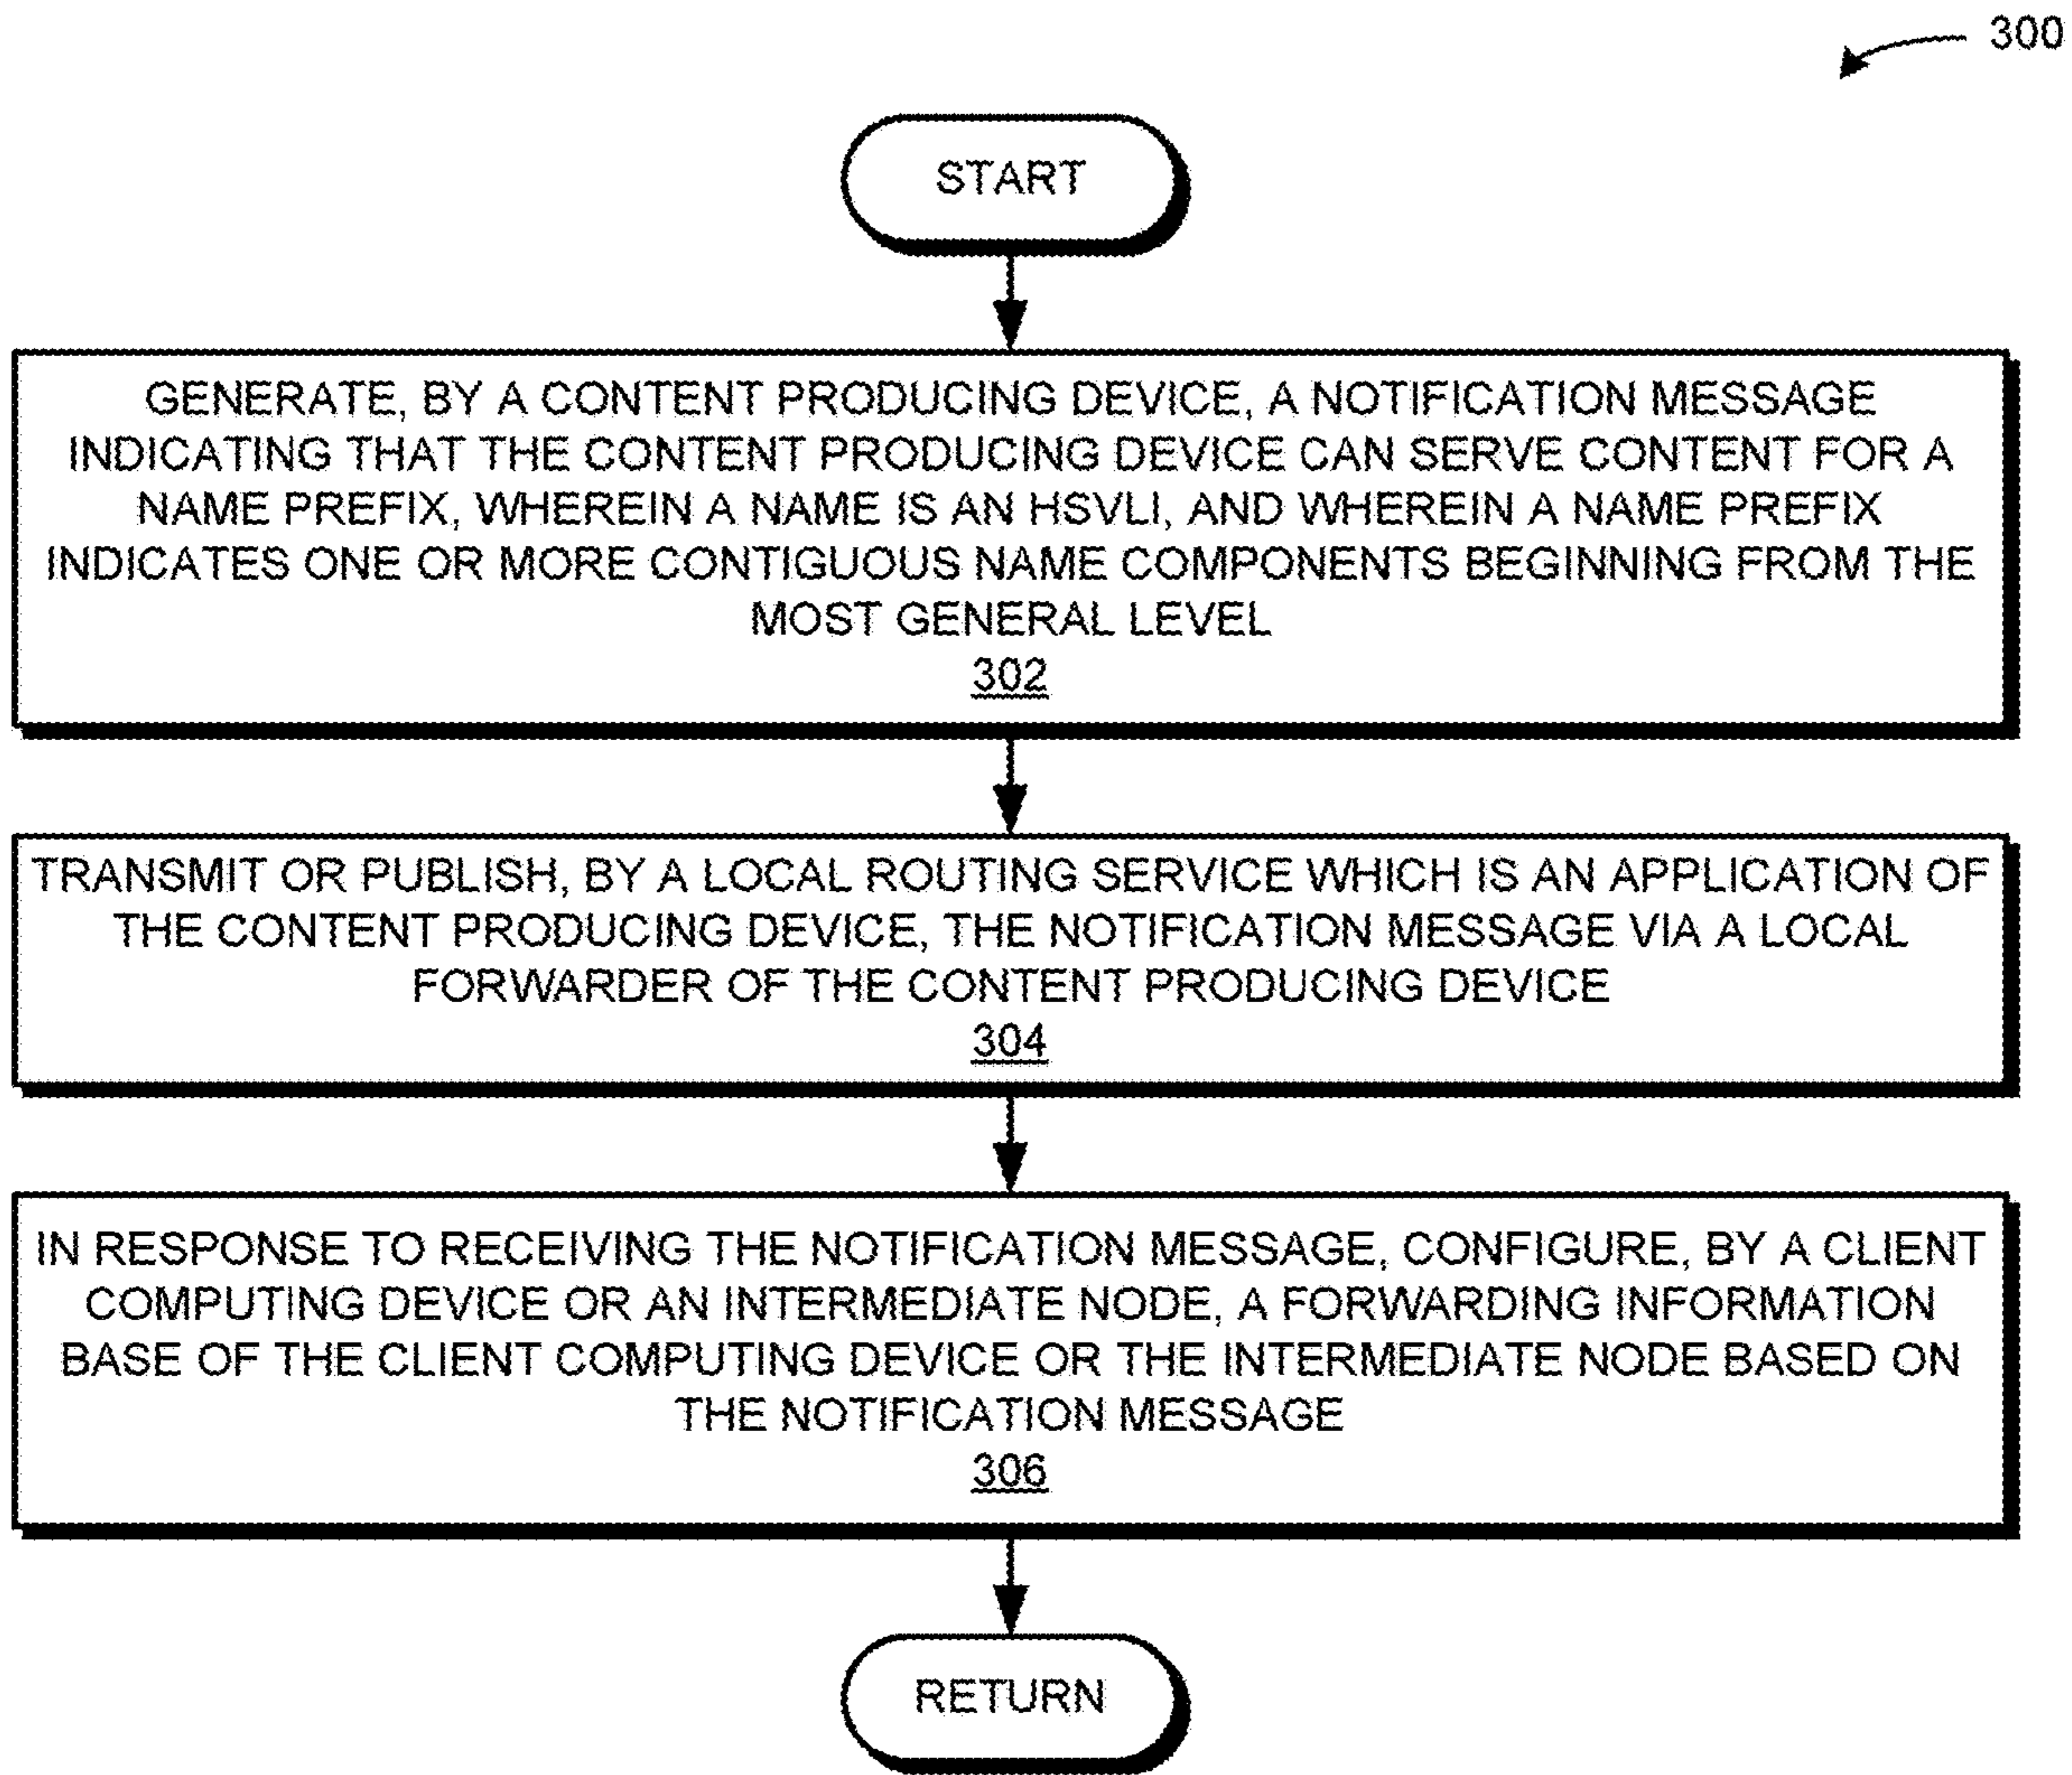 300
START
GENERATE, BY A CONTENT PRODUCING DEVICE, A NOTIFICATION MESSAGE
INDICATING THAT THE CONTENT PRODUCING DEVICE CAN SERVE CONTENT FOR A
NAME PREFIX, WHEREIN A NAME IS AN HSVLI, AND WHEREIN A NAME PREFIX
INDICATES ONE OR MORE CONTIGUOUS NAME COMPONENTS BEGINNING FROM THE
MOST GENERAL LEVEL
302
TRANSMIT OR PUBLISH, BY A LOCAL ROUTING SERVICE WHICH IS AN APPLICATION OF
THE CONTENT PRODUCING DEVICE, THE NOTIFICATION MESSAGE VIA A LOCAL
FORWARDER OF THE CONTENT PRODUCING DEVICE
304
IN RESPONSE TO RECEIVING THE NOTIFICATION MESSAGE, CONFIGURE, BY A CLIENT
COMPUTING DEVICE OR AN INTERMEDIATE NODE, A FORWARDING INFORMATION
BASE OF THE CLIENT COMPUTING DEVICE OR THE INTERMEDIATE NODE BASED ON
THE NOTIFICATION MESSAGE
306
RETURN